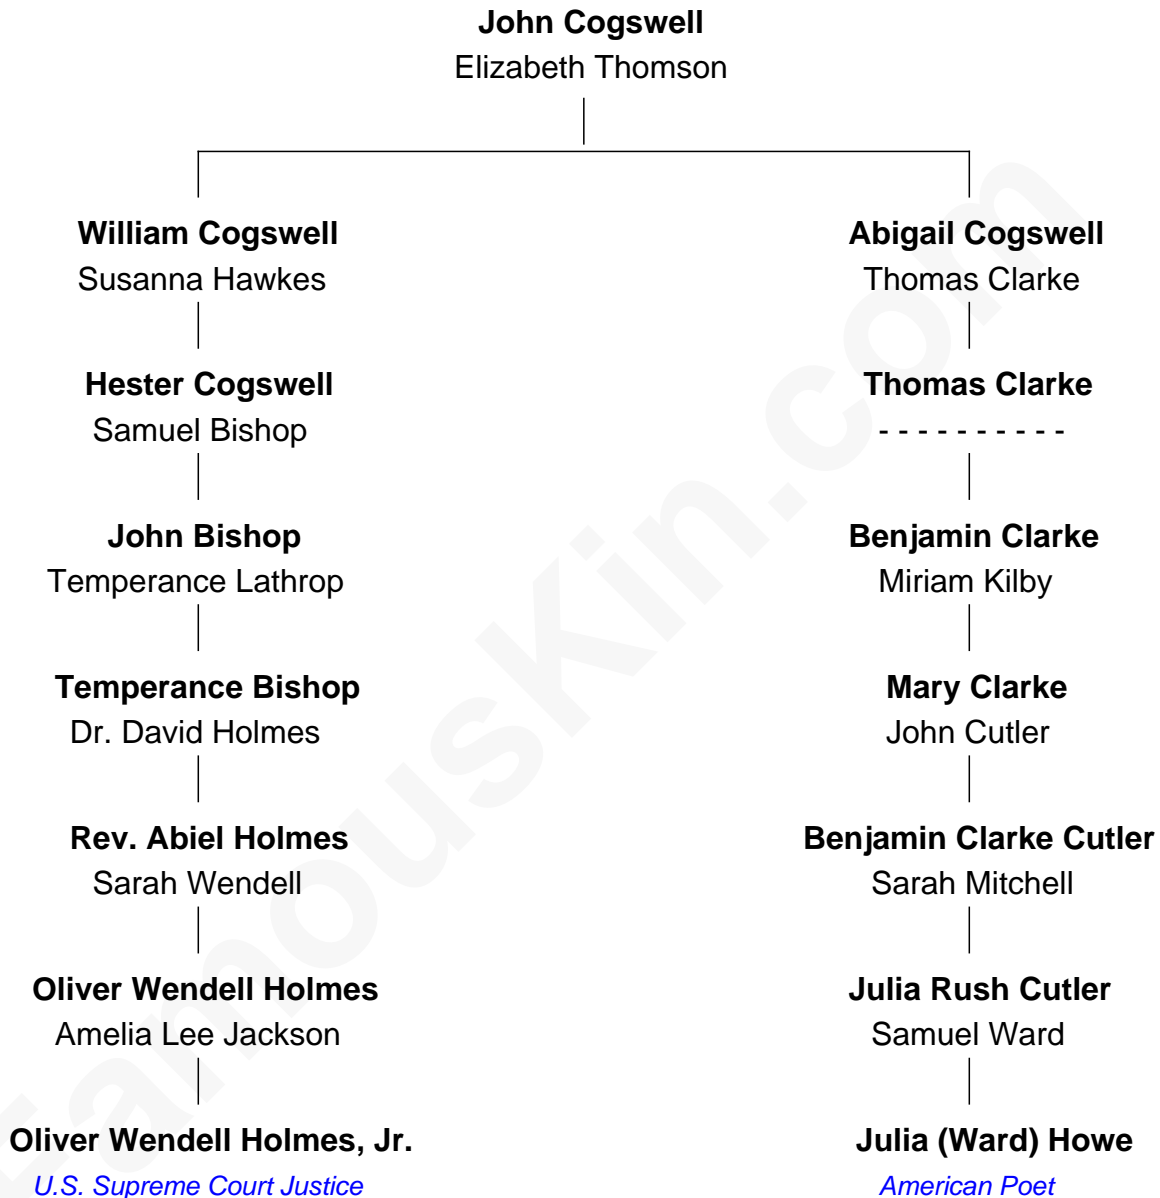 John Cogswell
Elizabeth Thomson
William Cogswell
Susanna Hawkes
Abigail Cogswell
Thomas Clarke
Hester Cogswell
Samuel Bishop
Thomas Clarke
- - - - - - - - - -
John Bishop
Temperance Lathrop
Benjamin Clarke
Miriam Kilby
Temperance Bishop
Dr. David Holmes
Mary Clarke
John Cutler
Rev. Abiel Holmes
Sarah Wendell
Benjamin Clarke Cutler
Sarah Mitchell
Oliver Wendell Holmes
Amelia Lee Jackson
Julia Rush Cutler
Samuel Ward
Oliver Wendell Holmes, Jr.
U.S. Supreme Court Justice
Julia (Ward) Howe
American Poet
FamousKin.com